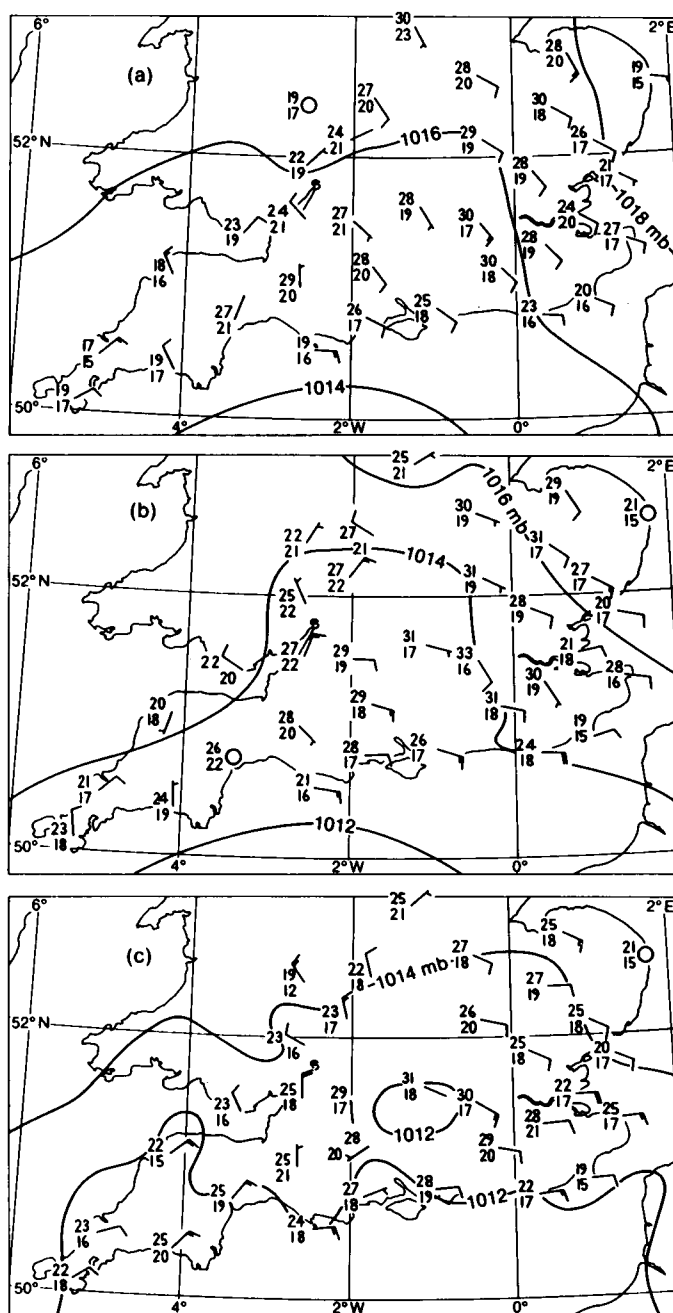 6° 30 23 2°E
(a) 28 20 28 20 19 15
19 17 27 20 30 18
52°N 24 21 1016 29 19 26 17
22 19 28 19 21 17
1018 mb
23 19 24 21 27 21 28 19 30 17 24 20 27 17
18 16 29 20 28 20 30 18 28 19
27 21 26 17 25 18 23 16 20 16
17 15 19 17 19 16
1014
19 17
50° 4° 2°W 0°
6° 25 21 2°E
(b) 1016 mb 29 19 21 15
22 21 27 21 30 19 31 17
52°N 27 22 1014 31 19 27 17
25 22 28 19 20 17
22 20 27 22 29 19 31 17 33 16 21 18 28 16
20 18 29 18 31 18 30 19
28 20 19 15
26 22 28 17 26 17 24 18
21 17 24 19 21 16
23 18 1012
50° 4° 2°W 0°
6° 25 21 2°E
(c) 25 18 21 15
19 12 22 18 1014 mb 27 18 27 19
52°N 23 17 26 20 25 18
23 16 25 18 20 17
23 16 25 18 29 17 31 18 30 17 22 17 25 17
1012 28 21
22 15 25 21 28 20 29 20
25 19 27 18 28 19 1012 22 17 19 15
23 16 25 20 24 18
22 18
50° 4° 2°W 0°